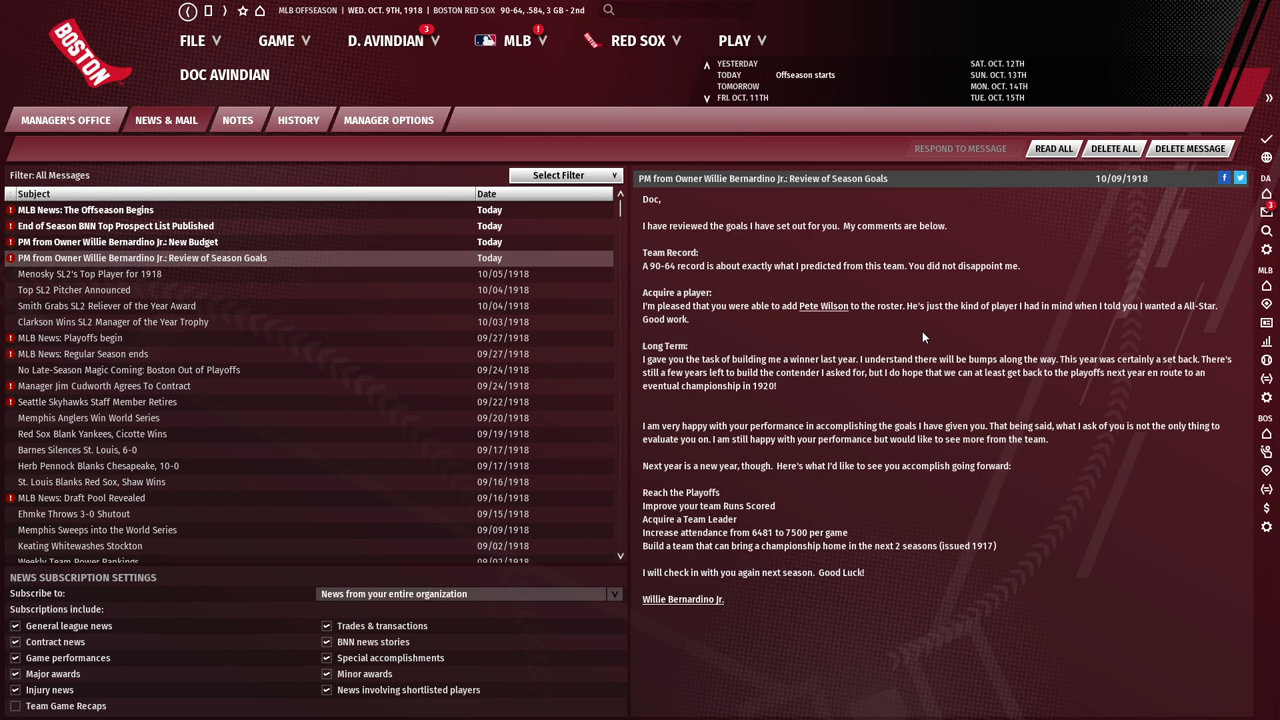 MLB OFFSEASON | WED. OCT. 9TH, 1918 | BOSTON RED SOX 90-64, .584, 3 GB - 2nd
BOSTON
FILE
GAME
D. AVINDIAN
3
MLB
!
RED SOX
PLAY
DOC AVINDIAN
YESTERDAY
TODAY Offseason starts
TOMORROW
FRI. OCT. 11TH
SAT. OCT. 12TH
SUN. OCT. 13TH
MON. OCT. 14TH
TUE. OCT. 15TH
MANAGER'S OFFICE
NEWS & MAIL
NOTES
HISTORY
MANAGER OPTIONS
RESPOND TO MESSAGE
READ ALL
DELETE ALL
DELETE MESSAGE
Filter: All Messages
Select Filter
Subject Date
MLB News: The Offseason Begins Today
End of Season BNN Top Prospect List Published Today
PM from Owner Willie Bernardino Jr.: New Budget Today
PM from Owner Willie Bernardino Jr.: Review of Season Goals Today
Menosky SL2's Top Player for 1918 10/05/1918
Top SL2 Pitcher Announced 10/04/1918
Smith Grabs SL2 Reliever of the Year Award 10/04/1918
Clarkson Wins SL2 Manager of the Year Trophy 10/03/1918
MLB News: Playoffs begin 09/27/1918
MLB News: Regular Season ends 09/27/1918
No Late-Season Magic Coming: Boston Out of Playoffs 09/24/1918
Manager Jim Cudworth Agrees To Contract 09/24/1918
Seattle Skyhawks Staff Member Retires 09/22/1918
Memphis Anglers Win World Series 09/20/1918
Red Sox Blank Yankees, Cicotte Wins 09/19/1918
Barnes Silences St. Louis, 6-0 09/17/1918
Herb Pennock Blanks Chesapeake, 10-0 09/17/1918
St. Louis Blanks Red Sox, Shaw Wins 09/16/1918
MLB News: Draft Pool Revealed 09/16/1918
Ehmke Throws 3-0 Shutout 09/15/1918
Memphis Sweeps into the World Series 09/09/1918
Keating Whitewashes Stockton 09/02/1918
Weekly Team Power Rankings 09/02/1918
NEWS SUBSCRIPTION SETTINGS
Subscribe to: News from your entire organization
Subscriptions include:
General league news Trades & transactions
Contract news BNN news stories
Game performances Special accomplishments
Major awards Minor awards
Injury news News involving shortlisted players
Team Game Recaps
PM from Owner Willie Bernardino Jr.: Review of Season Goals 10/09/1918
Doc,
I have reviewed the goals I have set out for you. My comments are below.
Team Record:
A 90-64 record is about exactly what I predicted from this team. You did not disappoint me.
Acquire a player:
I'm pleased that you were able to add Pete Wilson to the roster. He's just the kind of player I had in mind when I told you I wanted a All-Star.
Good work.
Long Term:
I gave you the task of building me a winner last year. I understand there will be bumps along the way. This year was certainly a set back. There's
still a few years left to build the contender I asked for, but I do hope that we can at least get back to the playoffs next year en route to an
eventual championship in 1920!
I am very happy with your performance in accomplishing the goals I have given you. That being said, what I ask of you is not the only thing to
evaluate you on. I am still happy with your performance but would like to see more from the team.
Next year is a new year, though. Here's what I'd like to see you accomplish going forward:
Reach the Playoffs
Improve your team Runs Scored
Acquire a Team Leader
Increase attendance from 6481 to 7500 per game
Build a team that can bring a championship home in the next 2 seasons (issued 1917)
I will check in with you again next season. Good Luck!
Willie Bernardino Jr.
DA
3
MLB
BOS